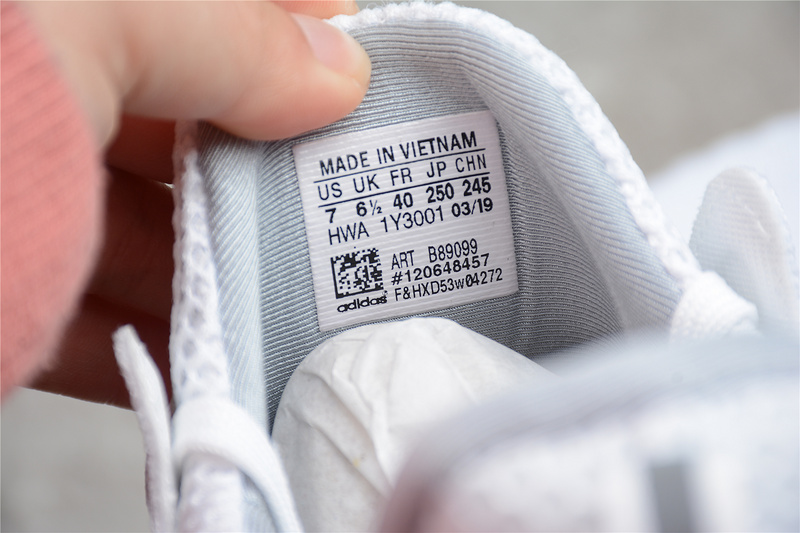 MADE IN VIETNAM
US UK FR JP CHN
7 6½ 40 250 245
HWA 1Y3001 03/19
ART B89099
#120648457
F&HXD53w04272
adidas